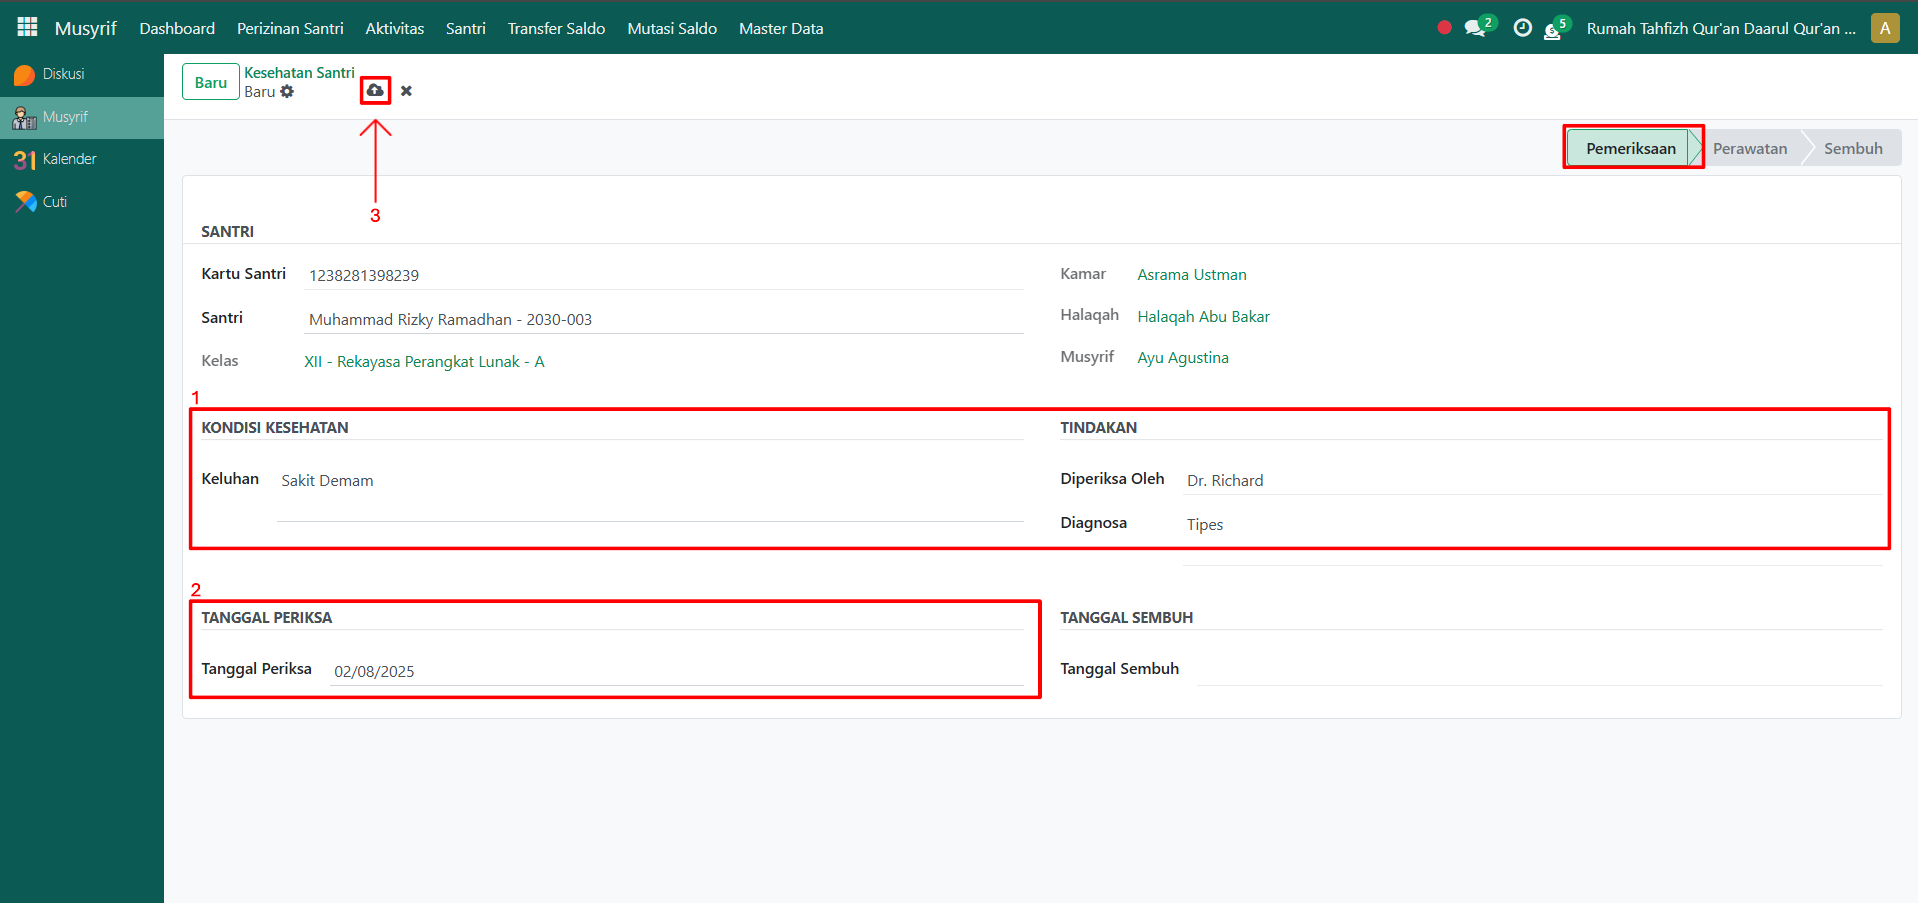 Musyrif Dashboard Perizinan Santri Aktivitas Santri Transfer Saldo Mutasi Saldo Master Data 2 5 Rumah Tahfizh Qur'an Daarul Qur'an ... A
Diskusi
Musyrif
31 Kalender
Cuti
Baru
Kesehatan Santri
Baru
3
Pemeriksaan Perawatan Sembuh
SANTRI
Kartu Santri 1238281398239
Santri Muhammad Rizky Ramadhan - 2030-003
Kelas XII - Rekayasa Perangkat Lunak - A
Kamar Asrama Ustman
Halaqah Halaqah Abu Bakar
Musyrif Ayu Agustina
1
KONDISI KESEHATAN
Keluhan Sakit Demam
TINDAKAN
Diperiksa Oleh Dr. Richard
Diagnosa Tipes
2
TANGGAL PERIKSA
Tanggal Periksa 02/08/2025
TANGGAL SEMBUH
Tanggal Sembuh